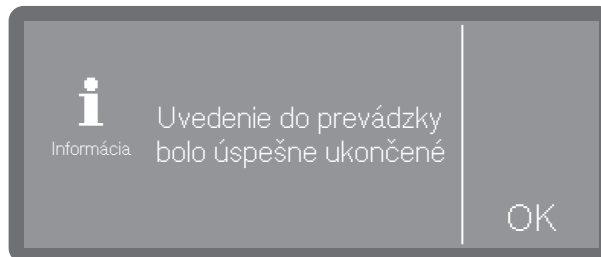 i
Informácia
Uvedenie do prevádzky
bolo úspešne ukončené
OK